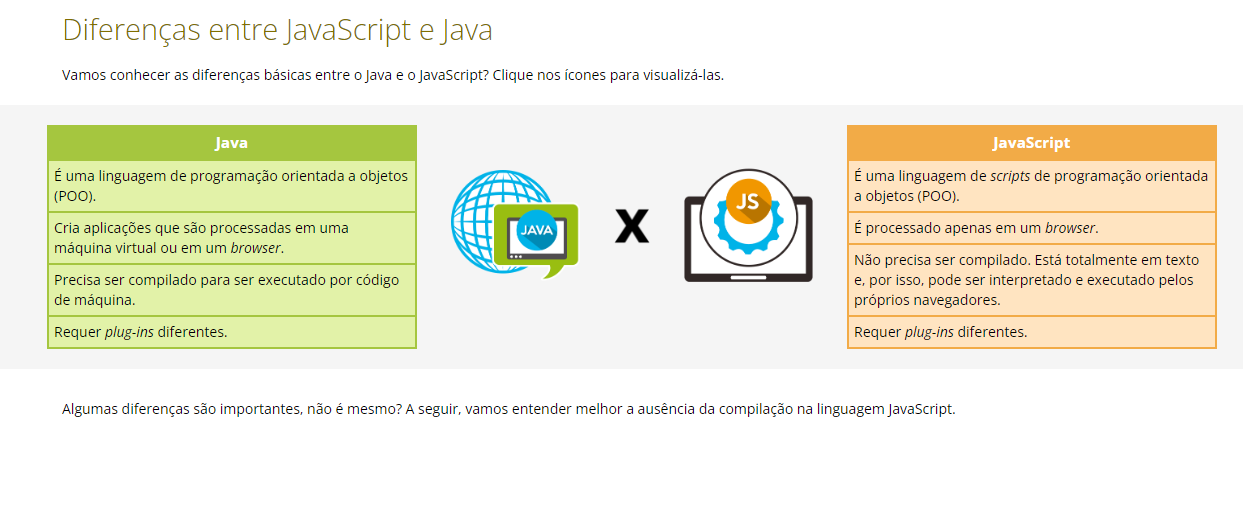 Diferenças entre JavaScript e Java
Vamos conhecer as diferenças básicas entre o Java e o JavaScript? Clique nos ícones para visualizá-las.
Java
É uma linguagem de programação orientada a objetos
(POO).
Cria aplicações que são processadas em uma
máquina virtual ou em um browser.
Precisa ser compilado para ser executado por código
de máquina.
Requer plug-ins diferentes.
JAVA
X
JS
JavaScript
É uma linguagem de scripts de programação orientada
a objetos (POO).
É processado apenas em um browser.
Não precisa ser compilado. Está totalmente em texto
e, por isso, pode ser interpretado e executado pelos
próprios navegadores.
Requer plug-ins diferentes.
Algumas diferenças são importantes, não é mesmo? A seguir, vamos entender melhor a ausência da compilação na linguagem JavaScript.